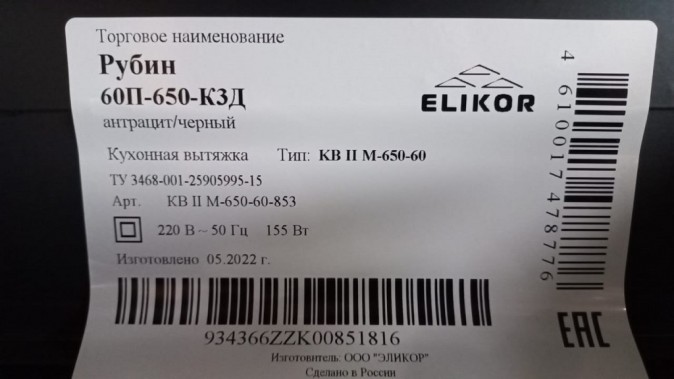 Торговое наименование
Рубин
60П-650-К3Д
антрацит/черный
ELIKOR
Кухонная вытяжка Тип: КВ II М-650-60
ТУ 3468-001-25905995-15
Арт. КВ II М-650-60-853
220 В ~ 50 Гц 155 Вт
Изготовлено 05.2022 г.
934366ZZK00851816
Изготовитель: ООО "ЭЛИКОР"
Сделано в России
4 610017 478776
EAC